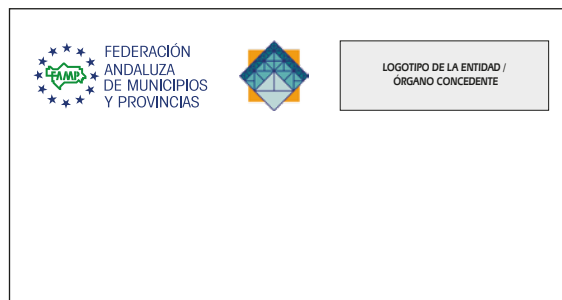 FAMP
FEDERACIÓN
ANDALUZA
DE MUNICIPIOS
Y PROVINCIAS
LOGOTIPO DE LA ENTIDAD /
ÓRGANO CONCEDENTE